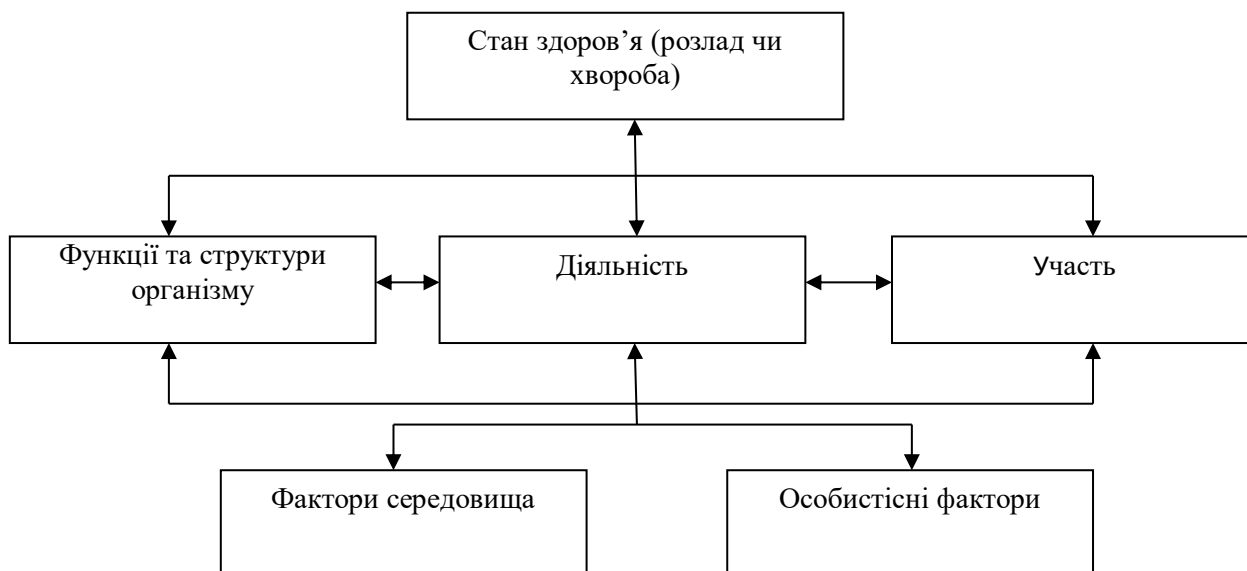 Стан здоров’я (розлад чи
хвороба)
Функції та структури
організму
Діяльність
Участь
Фактори середовища
Особистісні фактори